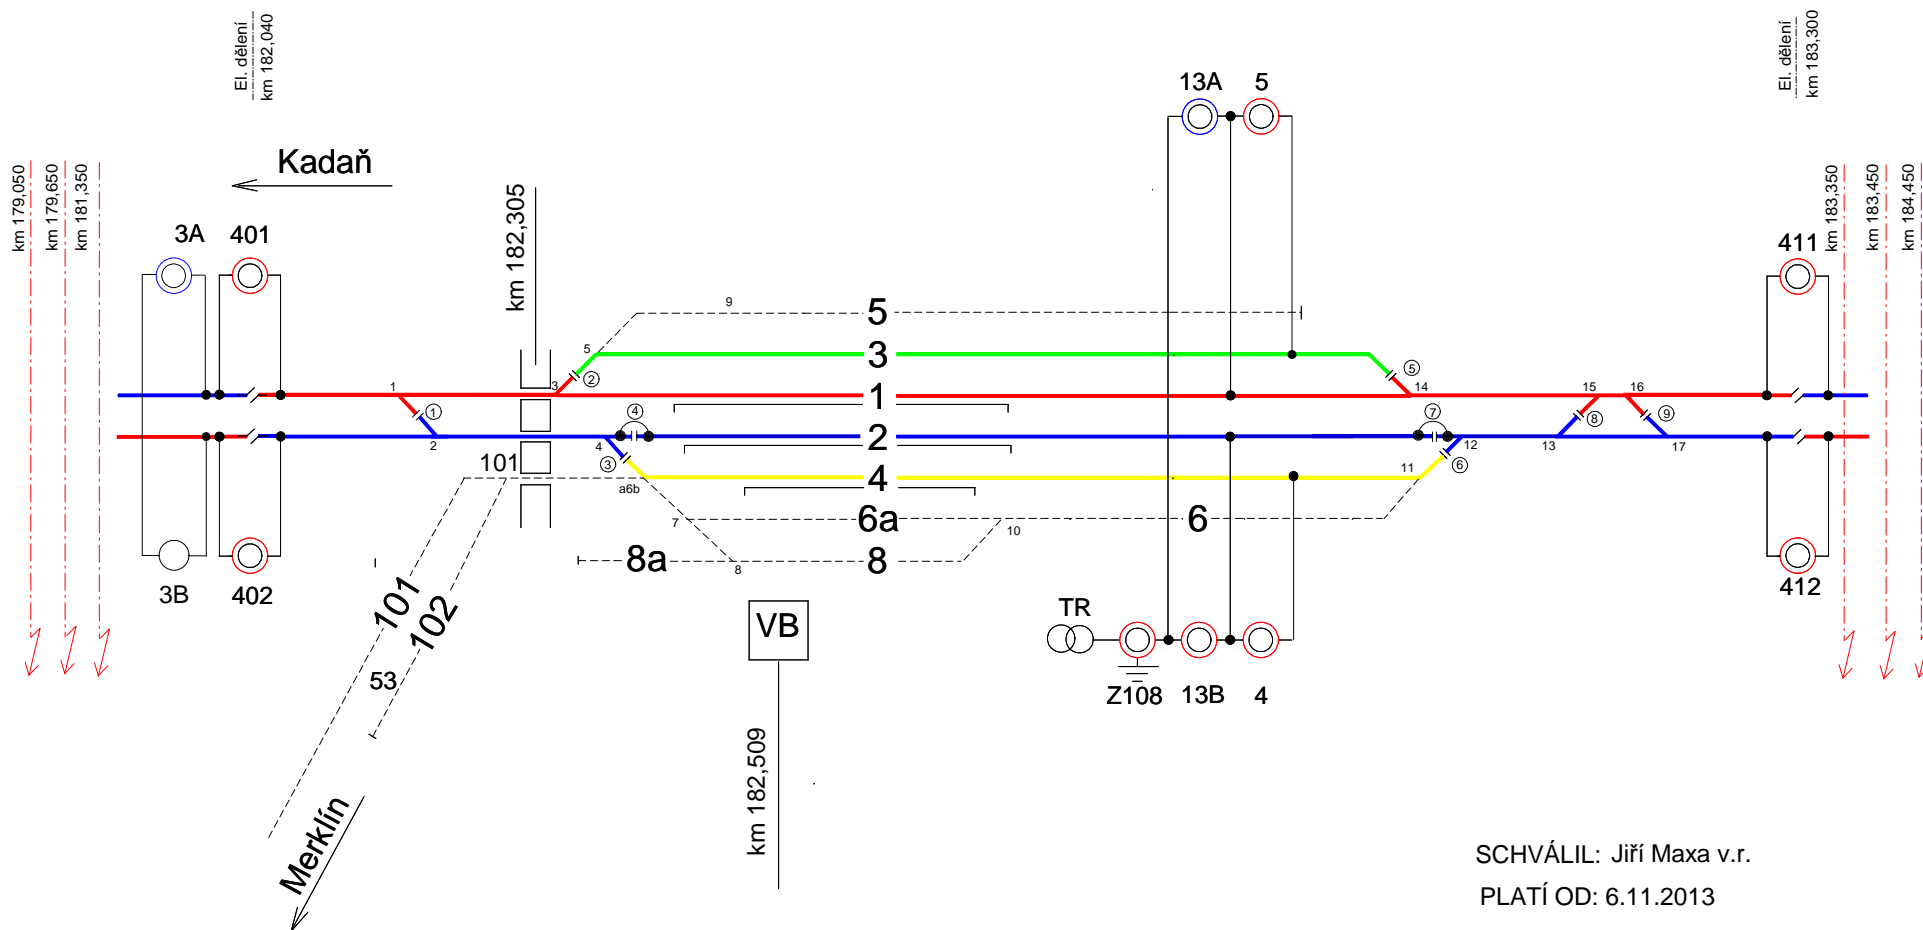 El. dělení
km 182,040
El. dělení
km 183,300
13A
5
Kadaň
km 179,050
km 179,650
km 181,350
km 182,305
km 183,350
km 183,450
km 184,450
3A
401
411
9
5
5
3
2
5
1
3
1
14
15
16
1
4
7
8
9
2
2
4
3
101
a6b
4
11
6
12
13
17
7
6a
10
6
8a
8
8
3B
402
412
101
102
53
VB
TR
Z108
13B
4
km 182,509
Merklín
SCHVÁLIL: Jiří Maxa v.r.
PLATÍ OD: 6.11.2013